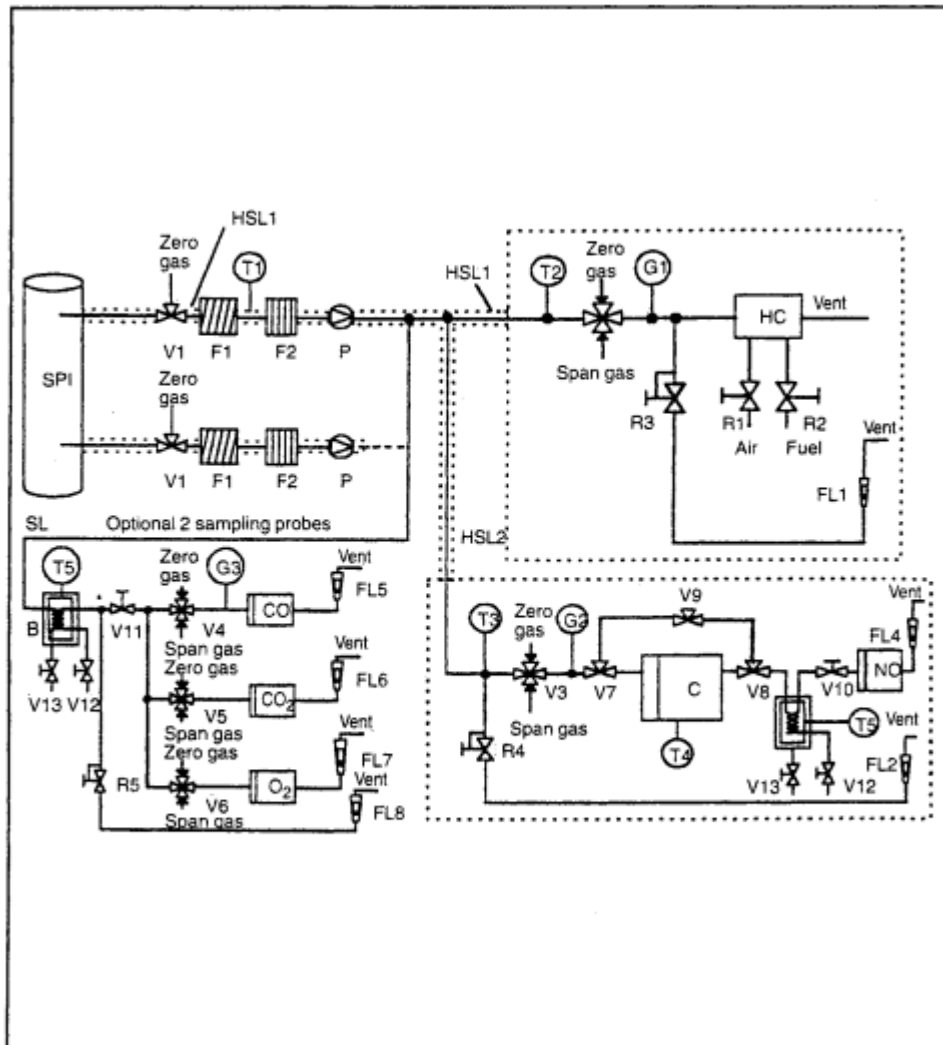 HSL1
Zero
gas
T1
V1
F1
F2
P
SPI
Zero
gas
V1
F1
F2
P
Optional 2 sampling probes
SL
HSL1
T2
Zero
gas
G1
HC
Vent
Span gas
R3
R1
R2
Air
Fuel
Vent
FL1
HSL2
T5
B
V13
V12
V11
Zero
gas
G3
CO
Vent
FL5
V4
Span gas
Zero gas
CO2
Vent
FL6
V5
Span gas
Zero gas
O2
FL7
Vent
V6
Span gas
R5
FL8
T3
Zero
gas
G2
V9
V3
V7
Span
gas
C
T4
V8
V10
NO
Vent
FL4
T5
Vent
R4
V13
V12
FL2